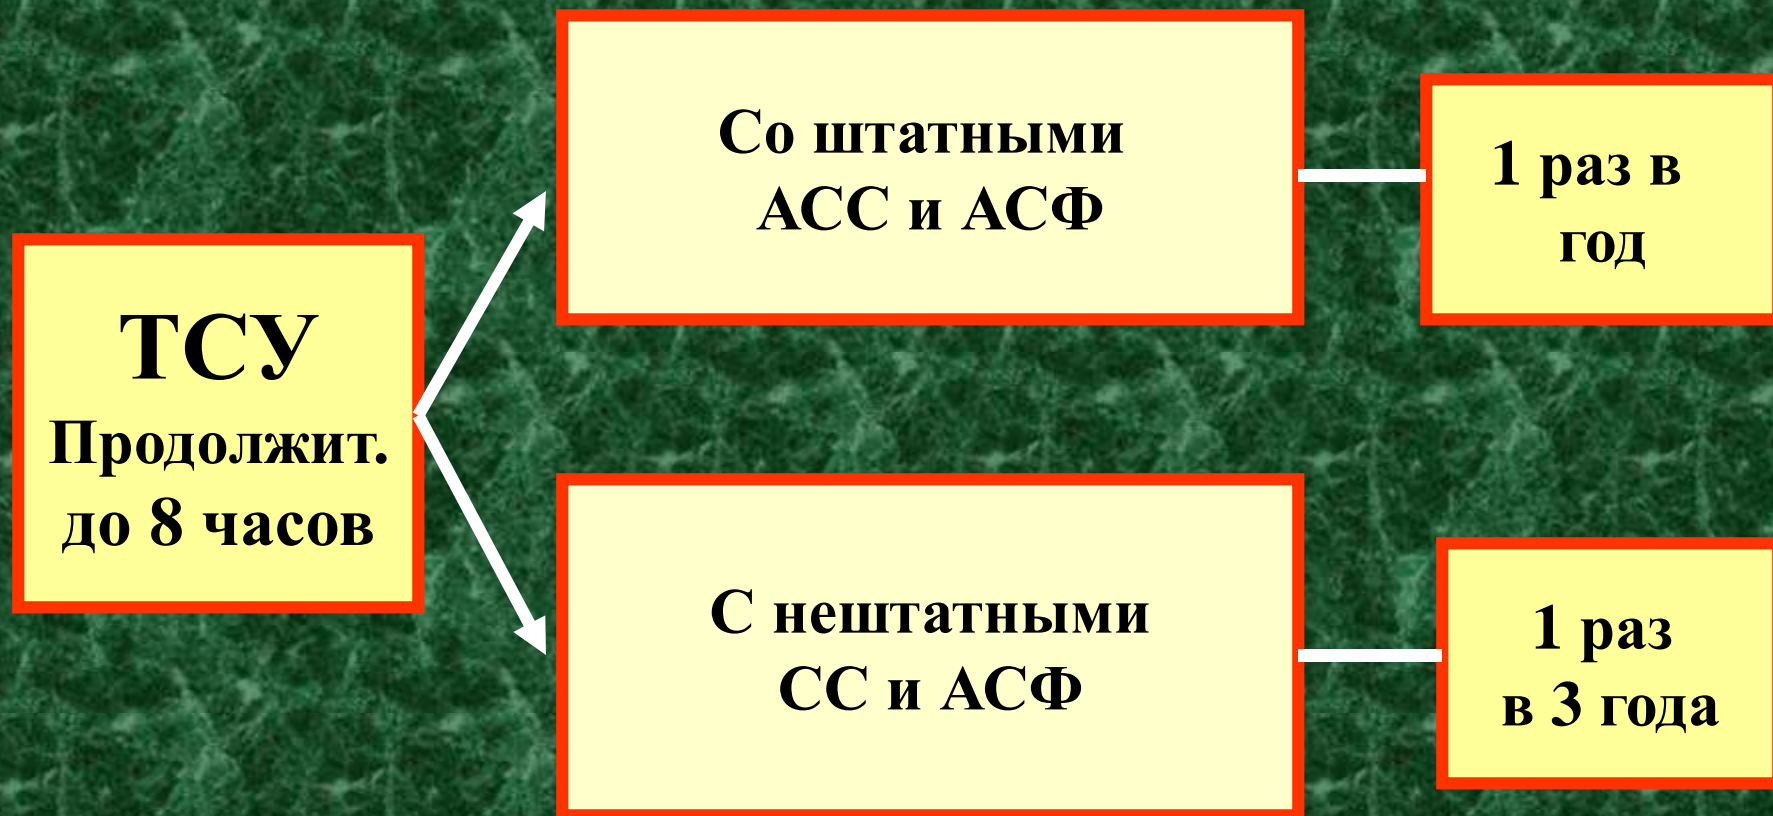 ТСУ
Продолжит.
до 8 часов
Со штатными
АСС и АСФ
1 раз в
год
С нештатными
СС и АСФ
1 раз
в 3 года